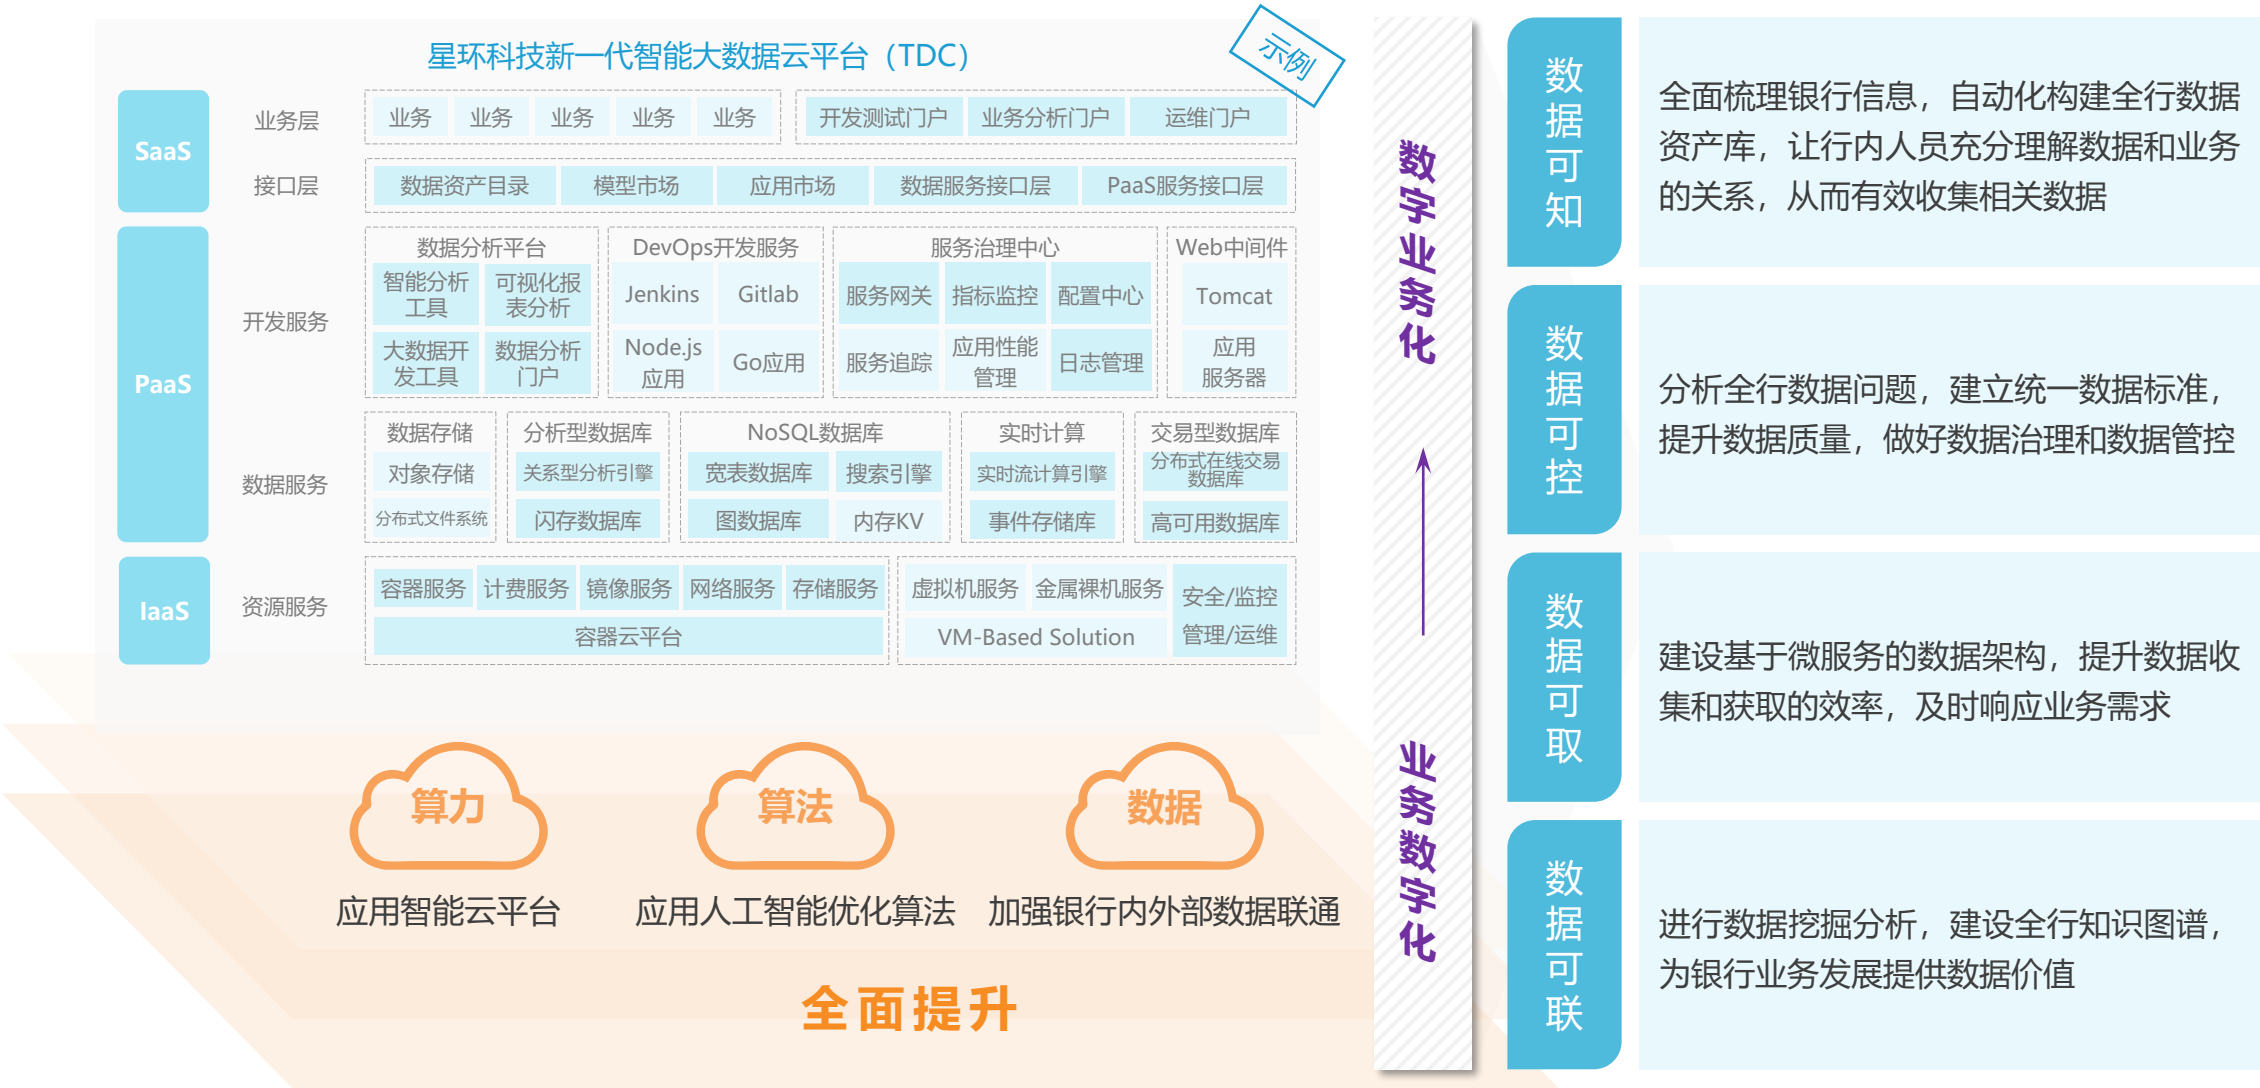 星环科技新一代智能大数据云平台（TDC）
示例
SaaS
业务层
业务 业务 业务 业务 业务
开发测试门户 业务分析门户 运维门户
接口层
数据资产目录 模型市场 应用市场 数据服务接口层 PaaS服务接口层
PaaS
开发服务
数据分析平台
智能分析
工具
可视化报
表分析
大数据开
发工具
数据分析
门户
DevOps开发服务
Jenkins Gitlab
Node.js
应用
Go应用
服务治理中心
服务网关 指标监控 配置中心
服务追踪
应用性能
管理
日志管理
Web中间件
Tomcat
应用
服务器
数据服务
数据存储
对象存储
分布式文件系统
分析型数据库
关系型分析引擎
闪存数据库
NoSQL数据库
宽表数据库 搜索引擎
图数据库 内存KV
实时计算
实时流计算引擎
事件存储库
交易型数据库
分布式在线交易
数据库
高可用数据库
IaaS
资源服务
容器服务 计费服务 镜像服务 网络服务 存储服务
容器云平台
虚拟机服务 金属裸机服务
VM-Based Solution
安全/监控
管理/运维
算力
应用智能云平台
算法
应用人工智能优化算法
数据
加强银行内外部数据联通
全面提升
数字业务化
业务数字化
数据可知
全面梳理银行信息，自动化构建全行数据
资产库，让行内人员充分理解数据和业务
的关系，从而有效收集相关数据
数据可控
分析全行数据问题，建立统一数据标准，
提升数据质量，做好数据治理和数据管控
数据可取
建设基于微服务的数据架构，提升数据收
集和获取的效率，及时响应业务需求
数据可联
进行数据挖掘分析，建设全行知识图谱，
为银行业务发展提供数据价值